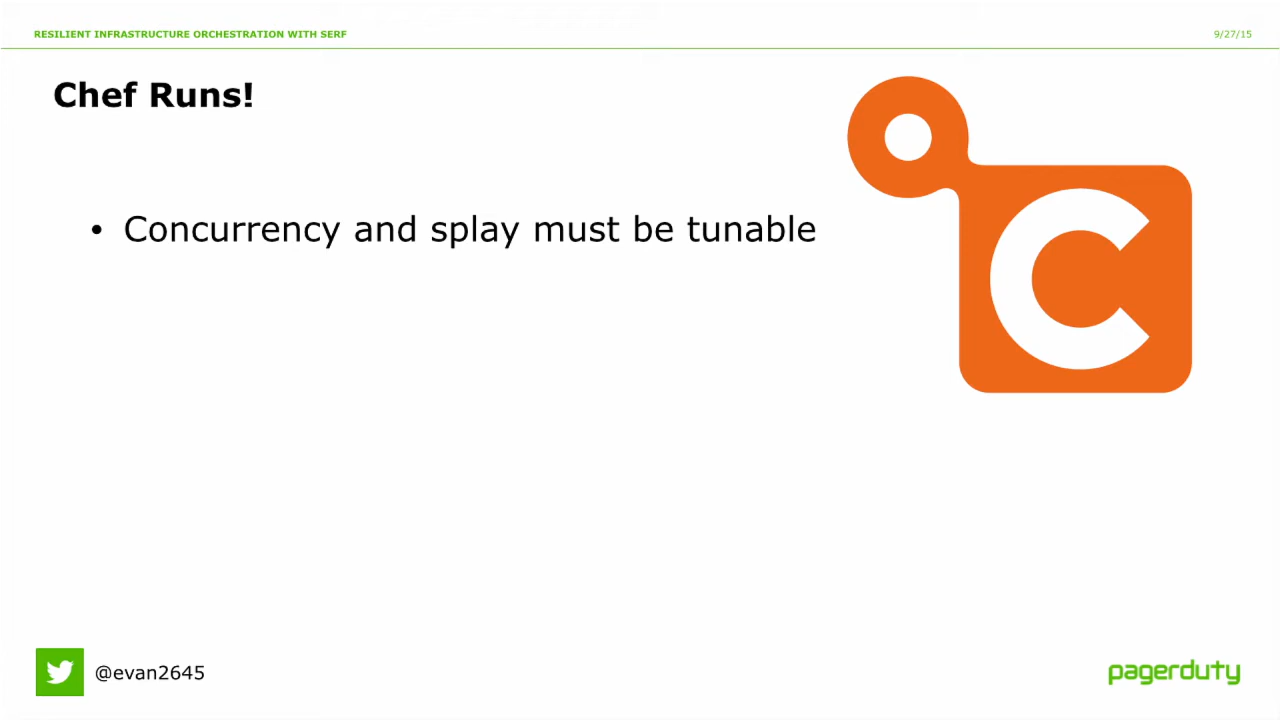 RESILIENT INFRASTRUCTURE ORCHESTRATION WITH SERF
9/27/15
Chef Runs!
• Concurrency and splay must be tunable
C
@evan2645
pagerduty